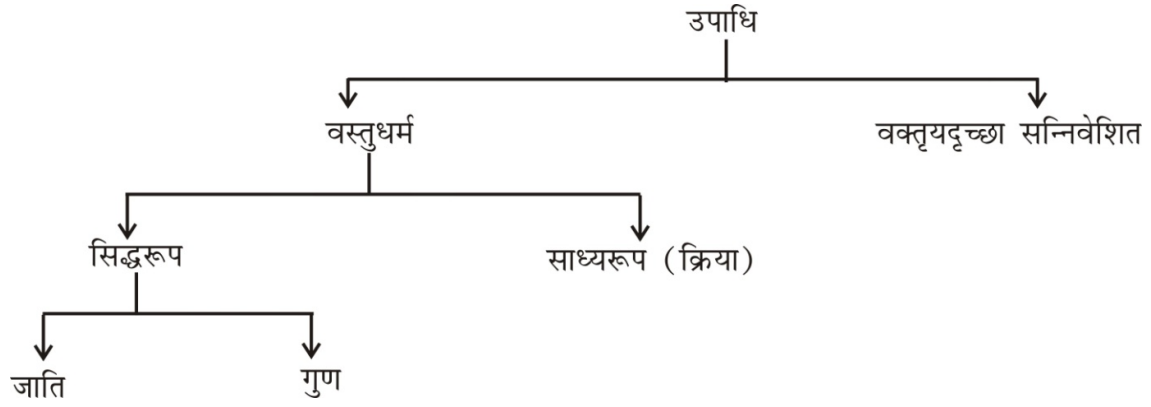 उपाधि
वस्तुधर्म वक्तृयदृच्छा सन्निवेशित
सिद्धरूप साध्यरूप (क्रिया)
जाति गुण